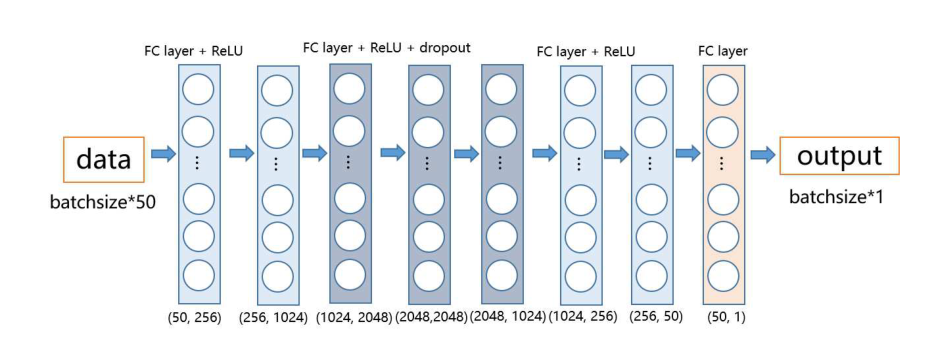 FC layer + ReLU
FC layer + ReLU + dropout
FC layer + ReLU
FC layer
data
output
batchsize*50
batchsize*1
(50, 256)
(256, 1024)
(1024, 2048)
(2048,2048)
(2048, 1024)
(1024, 256)
(256, 50)
(50, 1)